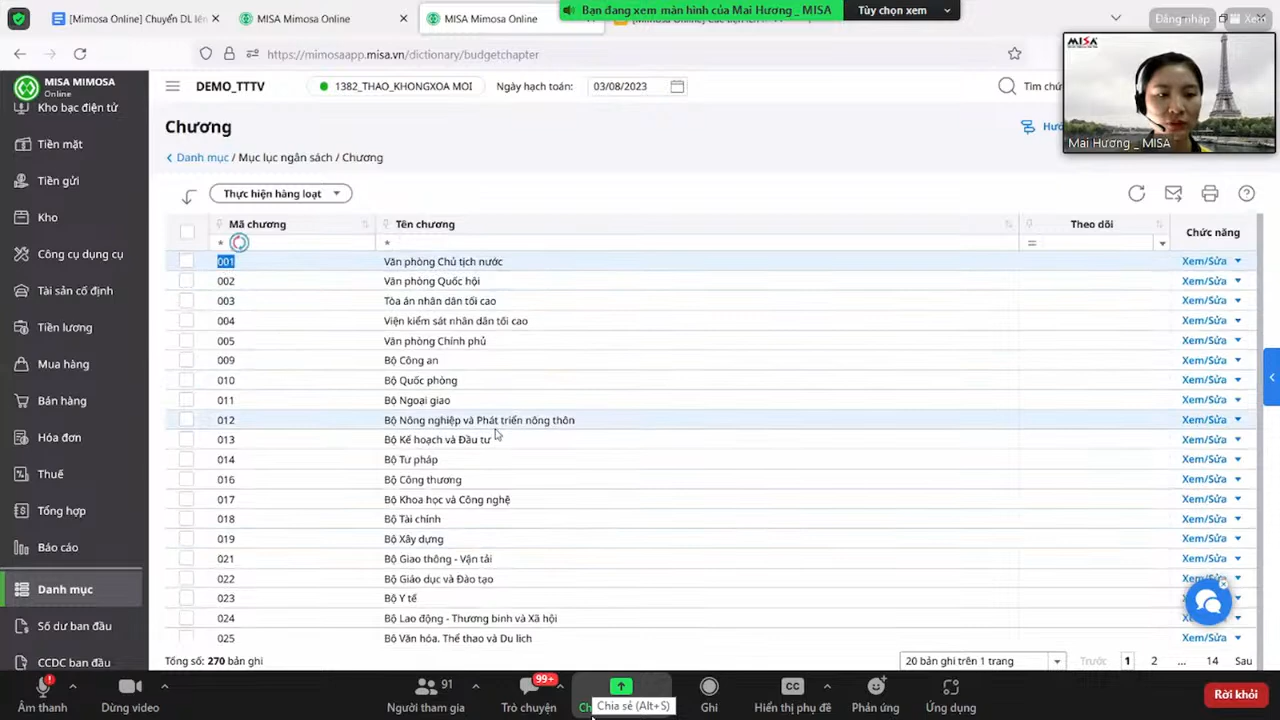 [Mimosa Online] Chuyển DL lên
MISA Mimosa Online
MISA Mimosa Online
Bạn đang xem màn hình của Mai Hương _ MISA
Tùy chọn xem
Đăng nhập
Xem
https://mimosaapp.misa.vn/dictionary/budgetchapter
MISA MIMOSA
Online
DEMO_TTTV
1382_THAO_KHONGXOA MOI
Ngày hạch toán:
03/08/2023
MISA
Mai Hương _ MISA
Kho bạc điện tử
Tiền mặt
Tiền gửi
Kho
Công cụ dụng cụ
Tài sản cố định
Tiền lương
Mua hàng
Bán hàng
Hóa đơn
Thuế
Tổng hợp
Báo cáo
Danh mục
Số dư ban đầu
CCDC ban đầu
Chương
Danh mục / Mục lục ngân sách / Chương
Thực hiện hàng loạt
Mã chương Tên chương Theo dõi Chức năng
* * =
001 Văn phòng Chủ tịch nước Xem/Sửa
002 Văn phòng Quốc hội Xem/Sửa
003 Tòa án nhân dân tối cao Xem/Sửa
004 Viện kiểm sát nhân dân tối cao Xem/Sửa
005 Văn phòng Chính phủ Xem/Sửa
009 Bộ Công an Xem/Sửa
010 Bộ Quốc phòng Xem/Sửa
011 Bộ Ngoại giao Xem/Sửa
012 Bộ Nông nghiệp và Phát triển nông thôn Xem/Sửa
013 Bộ Kế hoạch và Đầu tư Xem/Sửa
014 Bộ Tư pháp Xem/Sửa
016 Bộ Công thương Xem/Sửa
017 Bộ Khoa học và Công nghệ Xem/Sửa
018 Bộ Tài chính Xem/Sửa
019 Bộ Xây dựng Xem/Sửa
021 Bộ Giao thông - Vận tải Xem/Sửa
022 Bộ Giáo dục và Đào tạo
023 Bộ Y tế
024 Bộ Lao động - Thương binh và Xã hội
025 Bộ Văn hóa. Thể thao và Du lịch Xem/Sửa
Tổng số: 270 bản ghi
20 bản ghi trên 1 trang
Trước 1 2 ... 14 Sau
91
99+
CC
Âm thanh
Dừng video
Người tham gia
Trò chuyện
Chia sẻ (Alt+S)
Ghi
Hiển thị phụ đề
Phản ứng
Ứng dụng
Rời khỏi